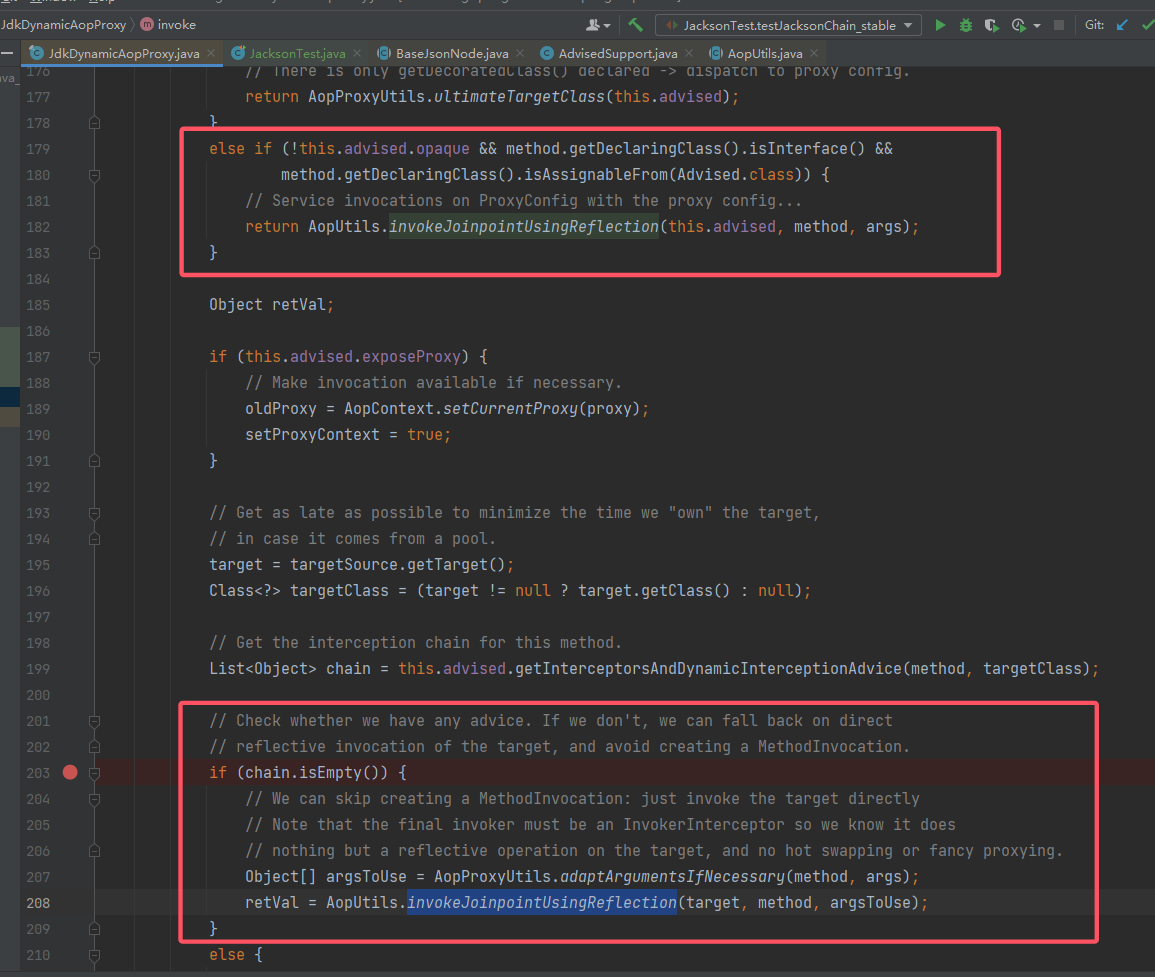 JdkDynamicAopProxy
invoke
JacksonTest.testJacksonChain_stable
Git:
JdkDynamicAopProxy.java
JacksonTest.java
BaseJsonNode.java
AdvisedSupport.java
AopUtils.java
176 // There is only getDecoratedClass() declared -> dispatch to proxy config.
177 return AopProxyUtils.ultimateTargetClass(this.advised);
178 }
179 else if (!this.advised.opaque && method.getDeclaringClass().isInterface() &&
180 method.getDeclaringClass().isAssignableFrom(Advised.class)) {
181 // Service invocations on ProxyConfig with the proxy config...
182 return AopUtils.invokeJoinpointUsingReflection(this.advised, method, args);
183 }
184
185 Object retVal;
186
187 if (this.advised.exposeProxy) {
188 // Make invocation available if necessary.
189 oldProxy = AopContext.setCurrentProxy(proxy);
190 setProxyContext = true;
191 }
192
193 // Get as late as possible to minimize the time we "own" the target,
194 // in case it comes from a pool.
195 target = targetSource.getTarget();
196 Class<?> targetClass = (target != null ? target.getClass() : null);
197
198 // Get the interception chain for this method.
199 List<Object> chain = this.advised.getInterceptorsAndDynamicInterceptionAdvice(method, targetClass);
200
201 // Check whether we have any advice. If we don't, we can fall back on direct
202 // reflective invocation of the target, and avoid creating a MethodInvocation.
203 if (chain.isEmpty()) {
204 // We can skip creating a MethodInvocation: just invoke the target directly
205 // Note that the final invoker must be an InvokerInterceptor so we know it does
206 // nothing but a reflective operation on the target, and no hot swapping or fancy proxying.
207 Object[] argsToUse = AopProxyUtils.adaptArgumentsIfNecessary(method, args);
208 retVal = AopUtils.invokeJoinpointUsingReflection(target, method, argsToUse);
209 }
210 else {